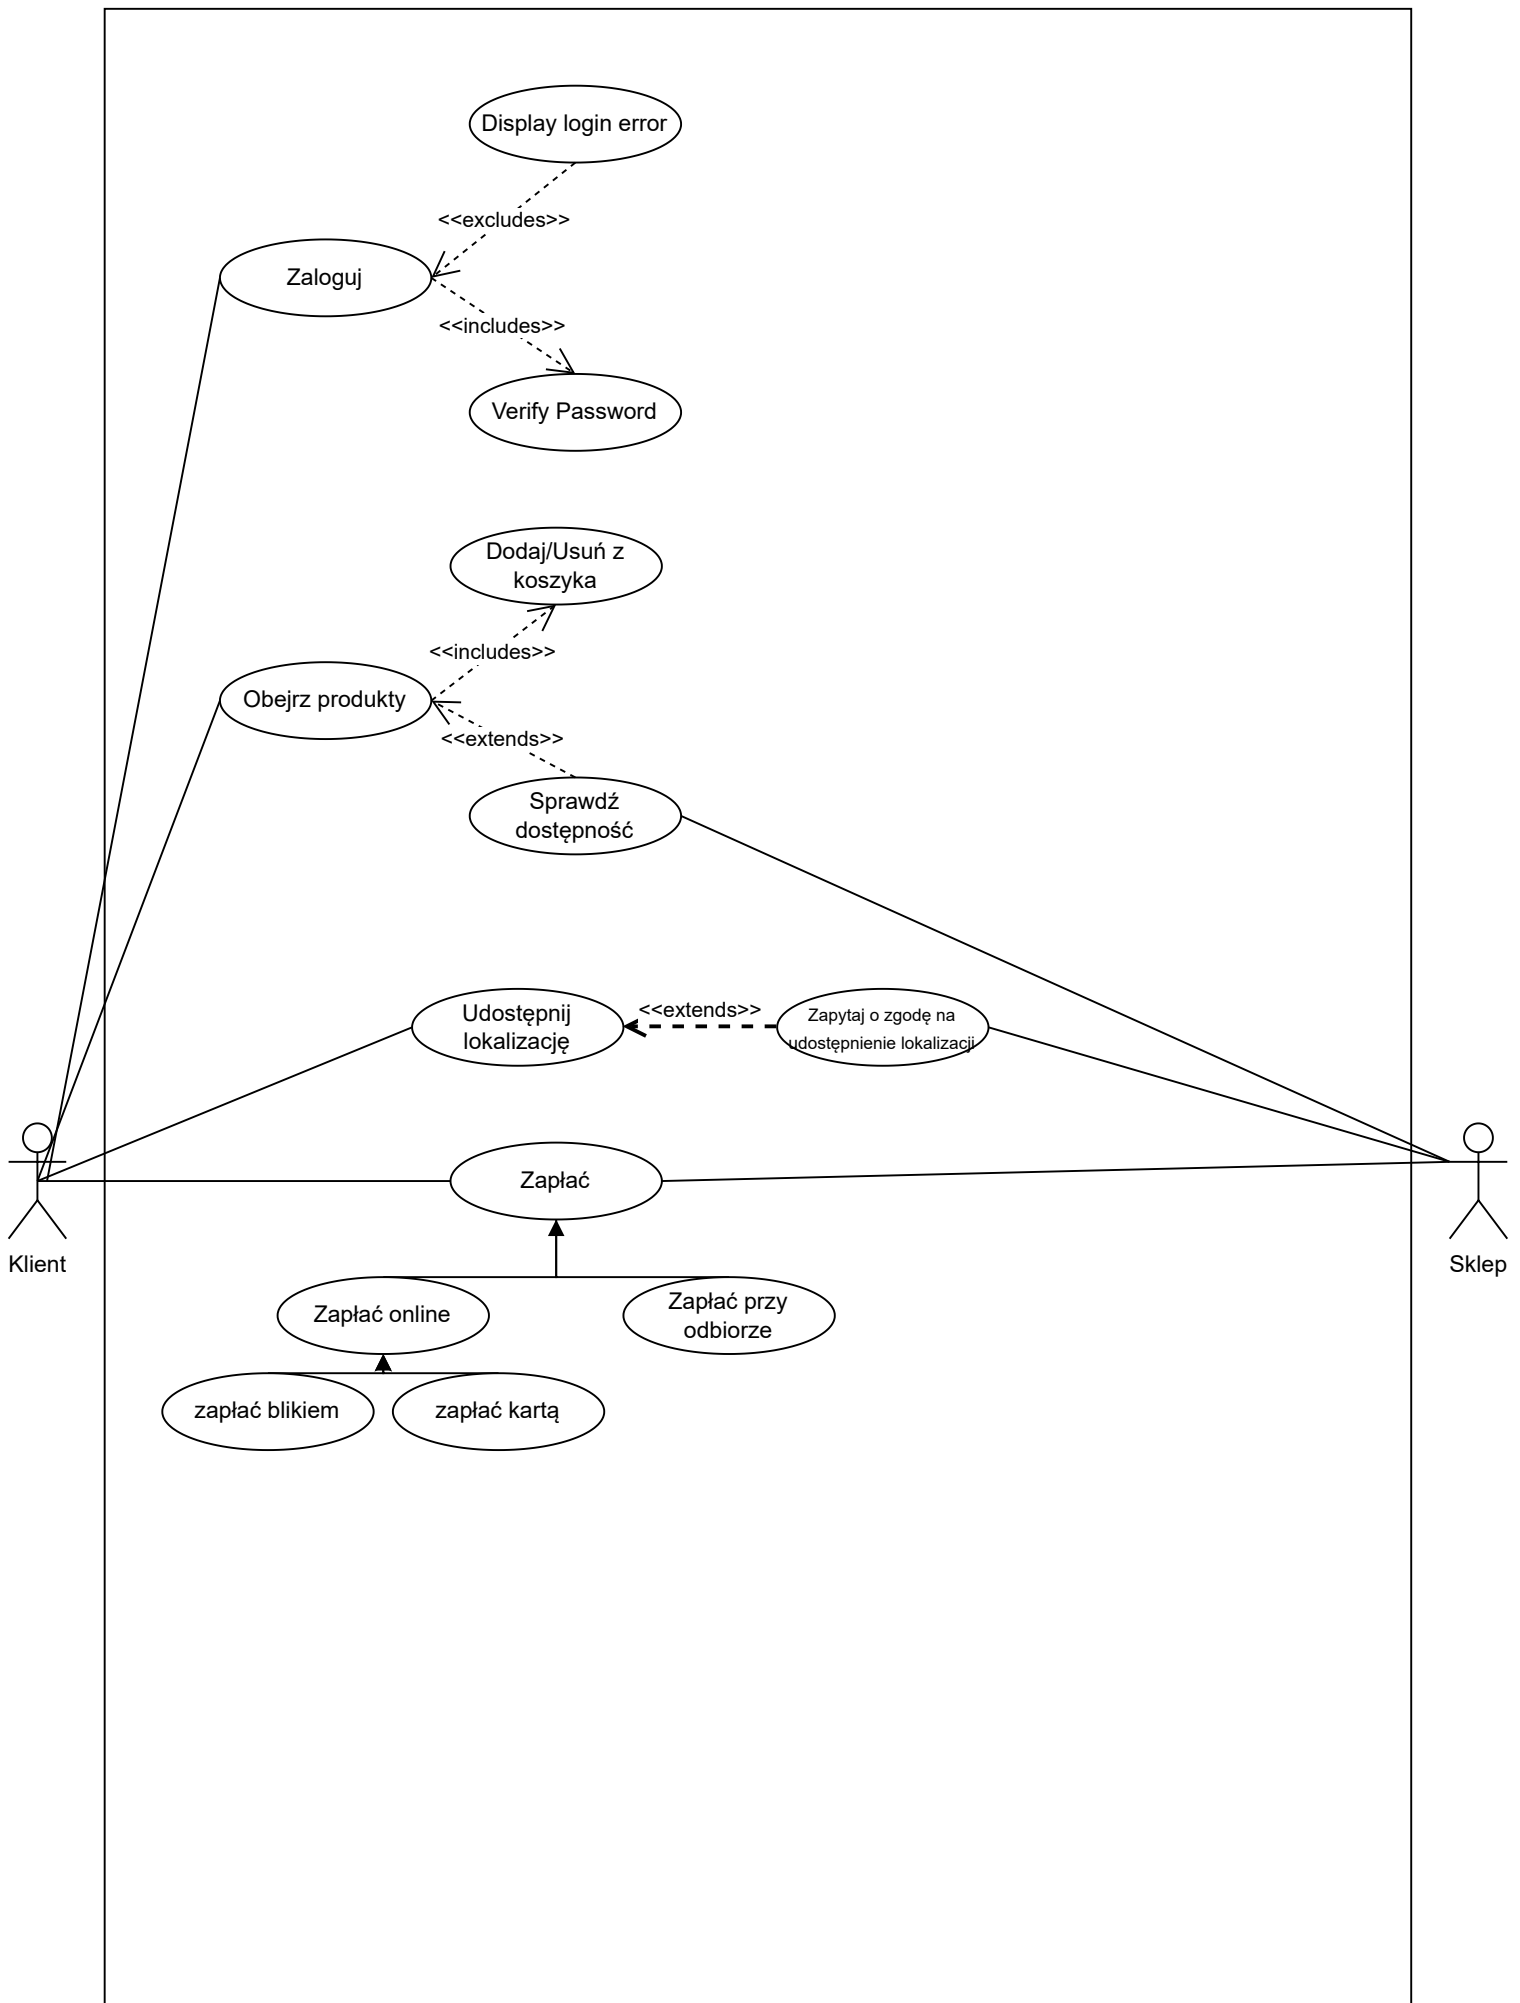 Display login error
<<excludes>>
Zaloguj
<<includes>>
Verify Password
Dodaj/Usuń z
koszyka
<<includes>>
Obejrz produkty
<<extends>>
Sprawdź
dostępność
Udostępnij
lokalizację
<<extends>>
Zapytaj o zgodę na
udostępnienie lokalizacji
Zapłać
Klient
Sklep
Zapłać online
Zapłać przy
odbiorze
zapłać blikiem
zapłać kartą